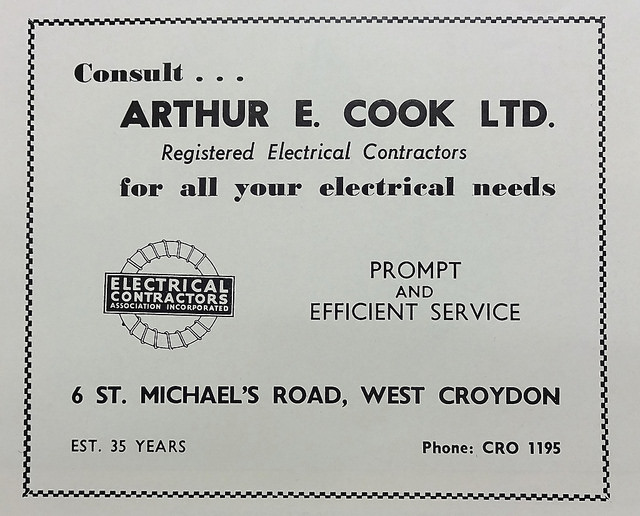 Consult . . .
ARTHUR E. COOK LTD.
Registered Electrical Contractors
for all your electrical needs
ELECTRICAL
CONTRACTORS
ASSOCIATION INCORPORATED
PROMPT
AND
EFFICIENT SERVICE
6 ST. MICHAEL'S ROAD, WEST CROYDON
EST. 35 YEARS
Phone: CRO 1195